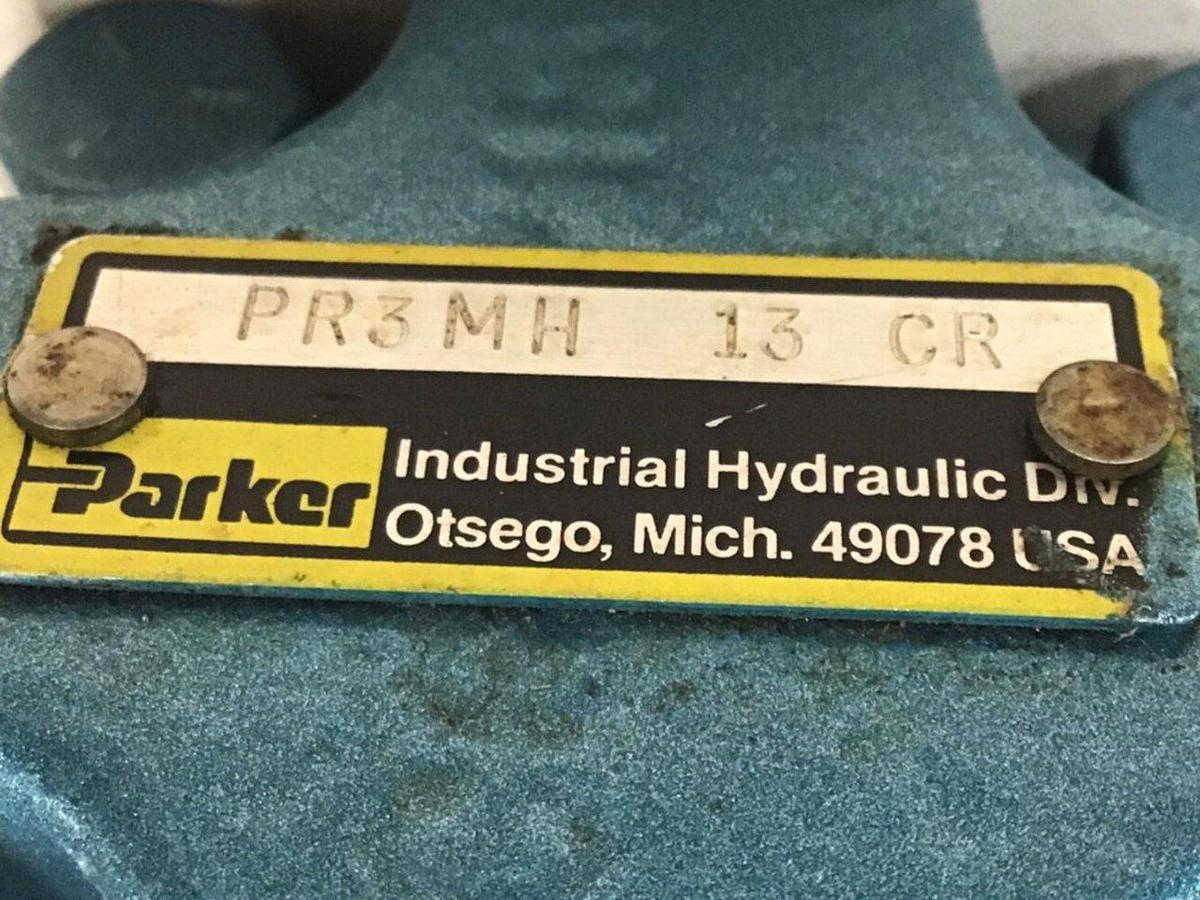 PR3MH 13 CR
Parker
Industrial Hydraulic Div.
Otsego, Mich. 49078 USA